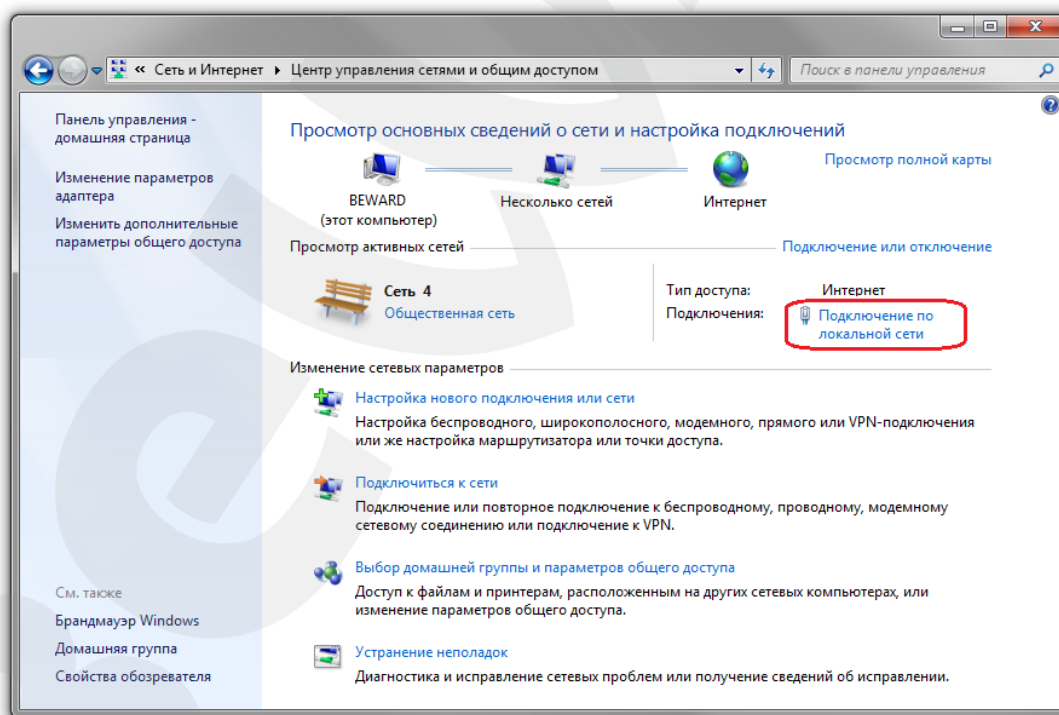 « Сеть и Интернет ▸ Центр управления сетями и общим доступом
Поиск в панели управления
Панель управления -
домашняя страница
Изменение параметров
адаптера
Изменить дополнительные
параметры общего доступа
Просмотр основных сведений о сети и настройка подключений
Просмотр полной карты
BEWARD
(этот компьютер)
Несколько сетей
Интернет
Просмотр активных сетей
Подключение или отключение
Сеть 4
Общественная сеть
Тип доступа: Интернет
Подключения: Подключение по
локальной сети
Изменение сетевых параметров
Настройка нового подключения или сети
Настройка беспроводного, широкополосного, модемного, прямого или VPN-подключения
или же настройка маршрутизатора или точки доступа.
Подключиться к сети
Подключение или повторное подключение к беспроводному, проводному, модемному
сетевому соединению или подключение к VPN.
Выбор домашней группы и параметров общего доступа
Доступ к файлам и принтерам, расположенным на других сетевых компьютерах, или
изменение параметров общего доступа.
Устранение неполадок
Диагностика и исправление сетевых проблем или получение сведений об исправлении.
См. также
Брандмауэр Windows
Домашняя группа
Свойства обозревателя